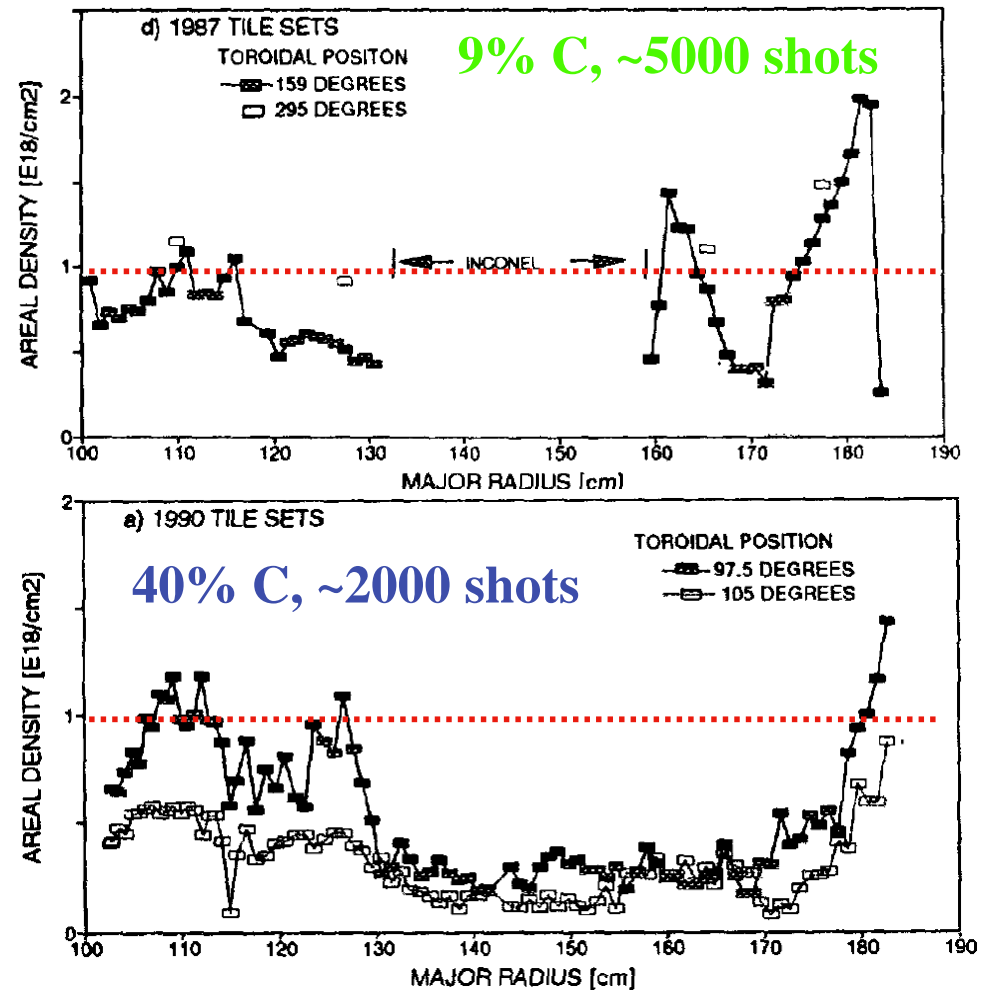 d) 1987 TILE SETS
TOROIDAL POSITON
159 DEGREES
295 DEGREES
9% C, ~5000 shots
AREAL DENSITY [E18/cm2]
2
1
0
INCONEL
100 110 120 130 140 150 160 170 180 190
MAJOR RADIUS [cm]
a) 1990 TILE SETS
TOROIDAL POSITION
97.5 DEGREES
105 DEGREES
40% C, ~2000 shots
AREAL DENSITY [E18/cm2]
2
1
0
100 110 120 130 140 150 160 170 180 190
MAJOR RADIUS [cm]